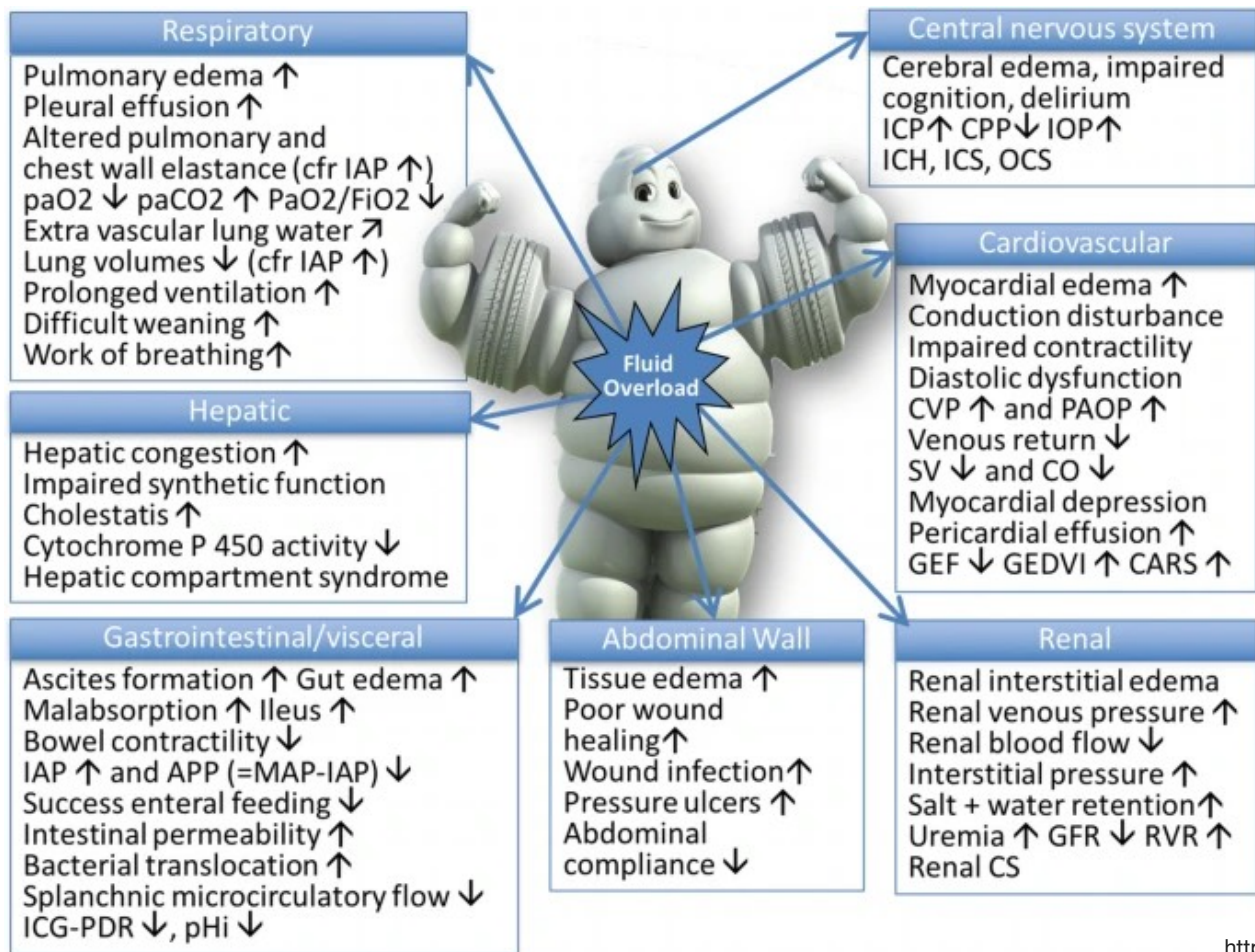 Respiratory
Pulmonary edema ↑
Pleural effusion ↑
Altered pulmonary and
chest wall elastance (cfr IAP ↑)
paO2 ↓ paCO2 ↑ PaO2/FiO2 ↓
Extra vascular lung water ↗
Lung volumes ↓ (cfr IAP ↑)
Prolonged ventilation ↑
Difficult weaning ↑
Work of breathing↑
Central nervous system
Cerebral edema, impaired
cognition, delirium
ICP↑ CPP↓ IOP↑
ICH, ICS, OCS
Cardiovascular
Myocardial edema ↑
Conduction disturbance
Impaired contractility
Diastolic dysfunction
CVP ↑ and PAOP ↑
Venous return ↓
SV ↓ and CO ↓
Myocardial depression
Pericardial effusion ↑
GEF ↓ GEDVI ↑ CARS ↑
Fluid
Overload
Hepatic
Hepatic congestion ↑
Impaired synthetic function
Cholestatis ↑
Cytochrome P 450 activity ↓
Hepatic compartment syndrome
Gastrointestinal/visceral
Ascites formation ↑ Gut edema ↑
Malabsorption ↑ Ileus ↑
Bowel contractility ↓
IAP ↑ and APP (=MAP-IAP) ↓
Success enteral feeding ↓
Intestinal permeability ↑
Bacterial translocation ↑
Splanchnic microcirculatory flow ↓
ICG-PDR ↓, pHi ↓
Abdominal Wall
Tissue edema ↑
Poor wound
healing↑
Wound infection↑
Pressure ulcers ↑
Abdominal
compliance ↓
Renal
Renal interstitial edema
Renal venous pressure ↑
Renal blood flow ↓
Interstitial pressure ↑
Salt + water retention↑
Uremia ↑ GFR ↓ RVR ↑
Renal CS